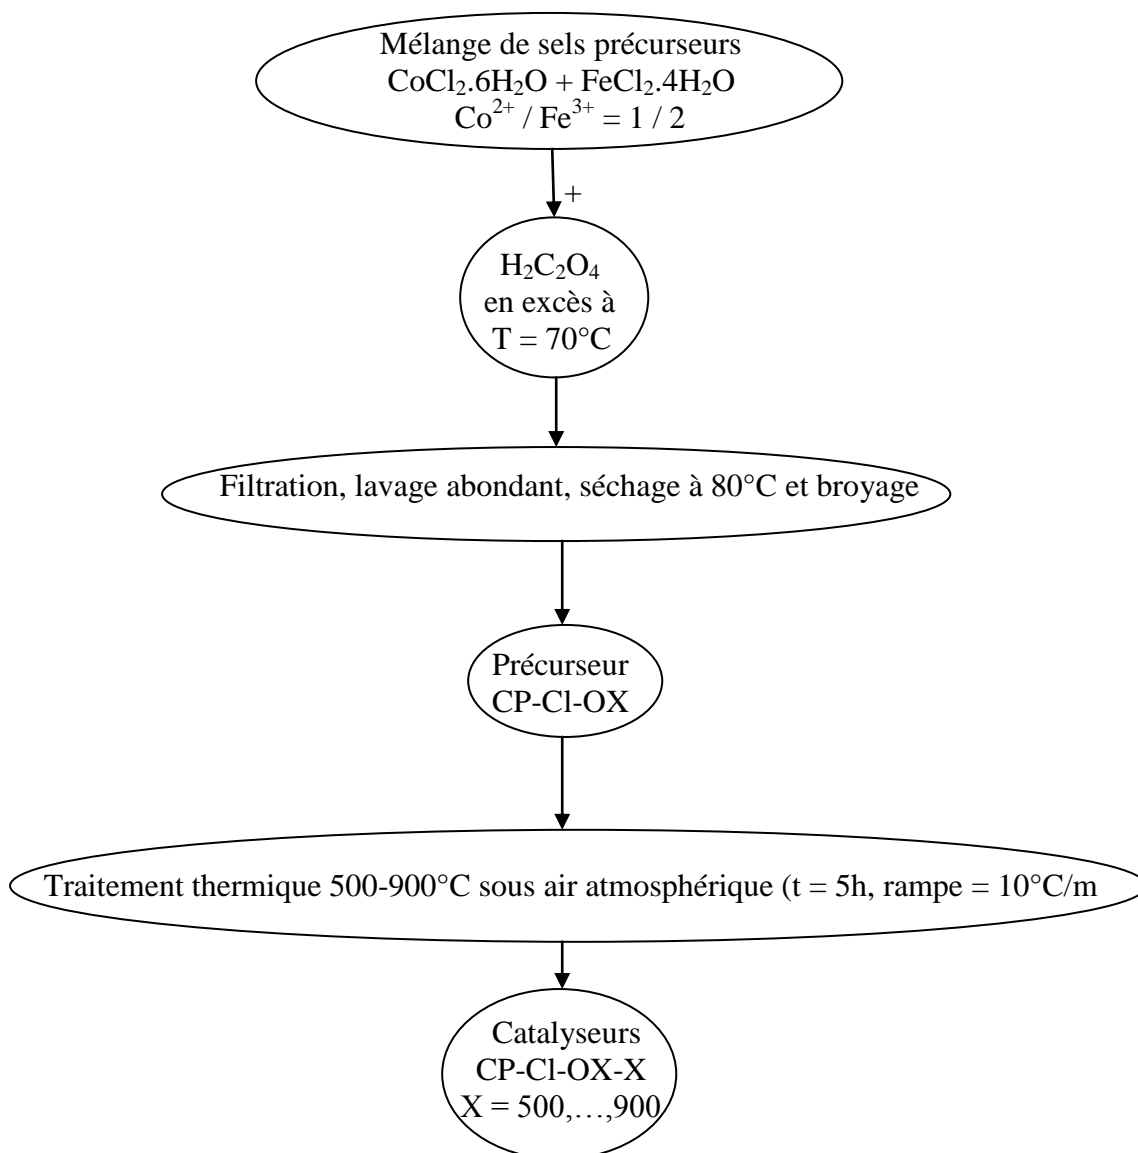 Mélange de sels précurseurs
CoCl₂.6H₂O + FeCl₂.4H₂O
Co²⁺ / Fe³⁺ = 1 / 2
+
H₂C₂O₄
en excès à
T = 70°C
Filtration, lavage abondant, séchage à 80°C et broyage
Précurseur
CP-Cl-OX
Traitement thermique 500-900°C sous air atmosphérique (t = 5h, rampe = 10°C/m
Catalyseurs
CP-Cl-OX-X
X = 500,…,900